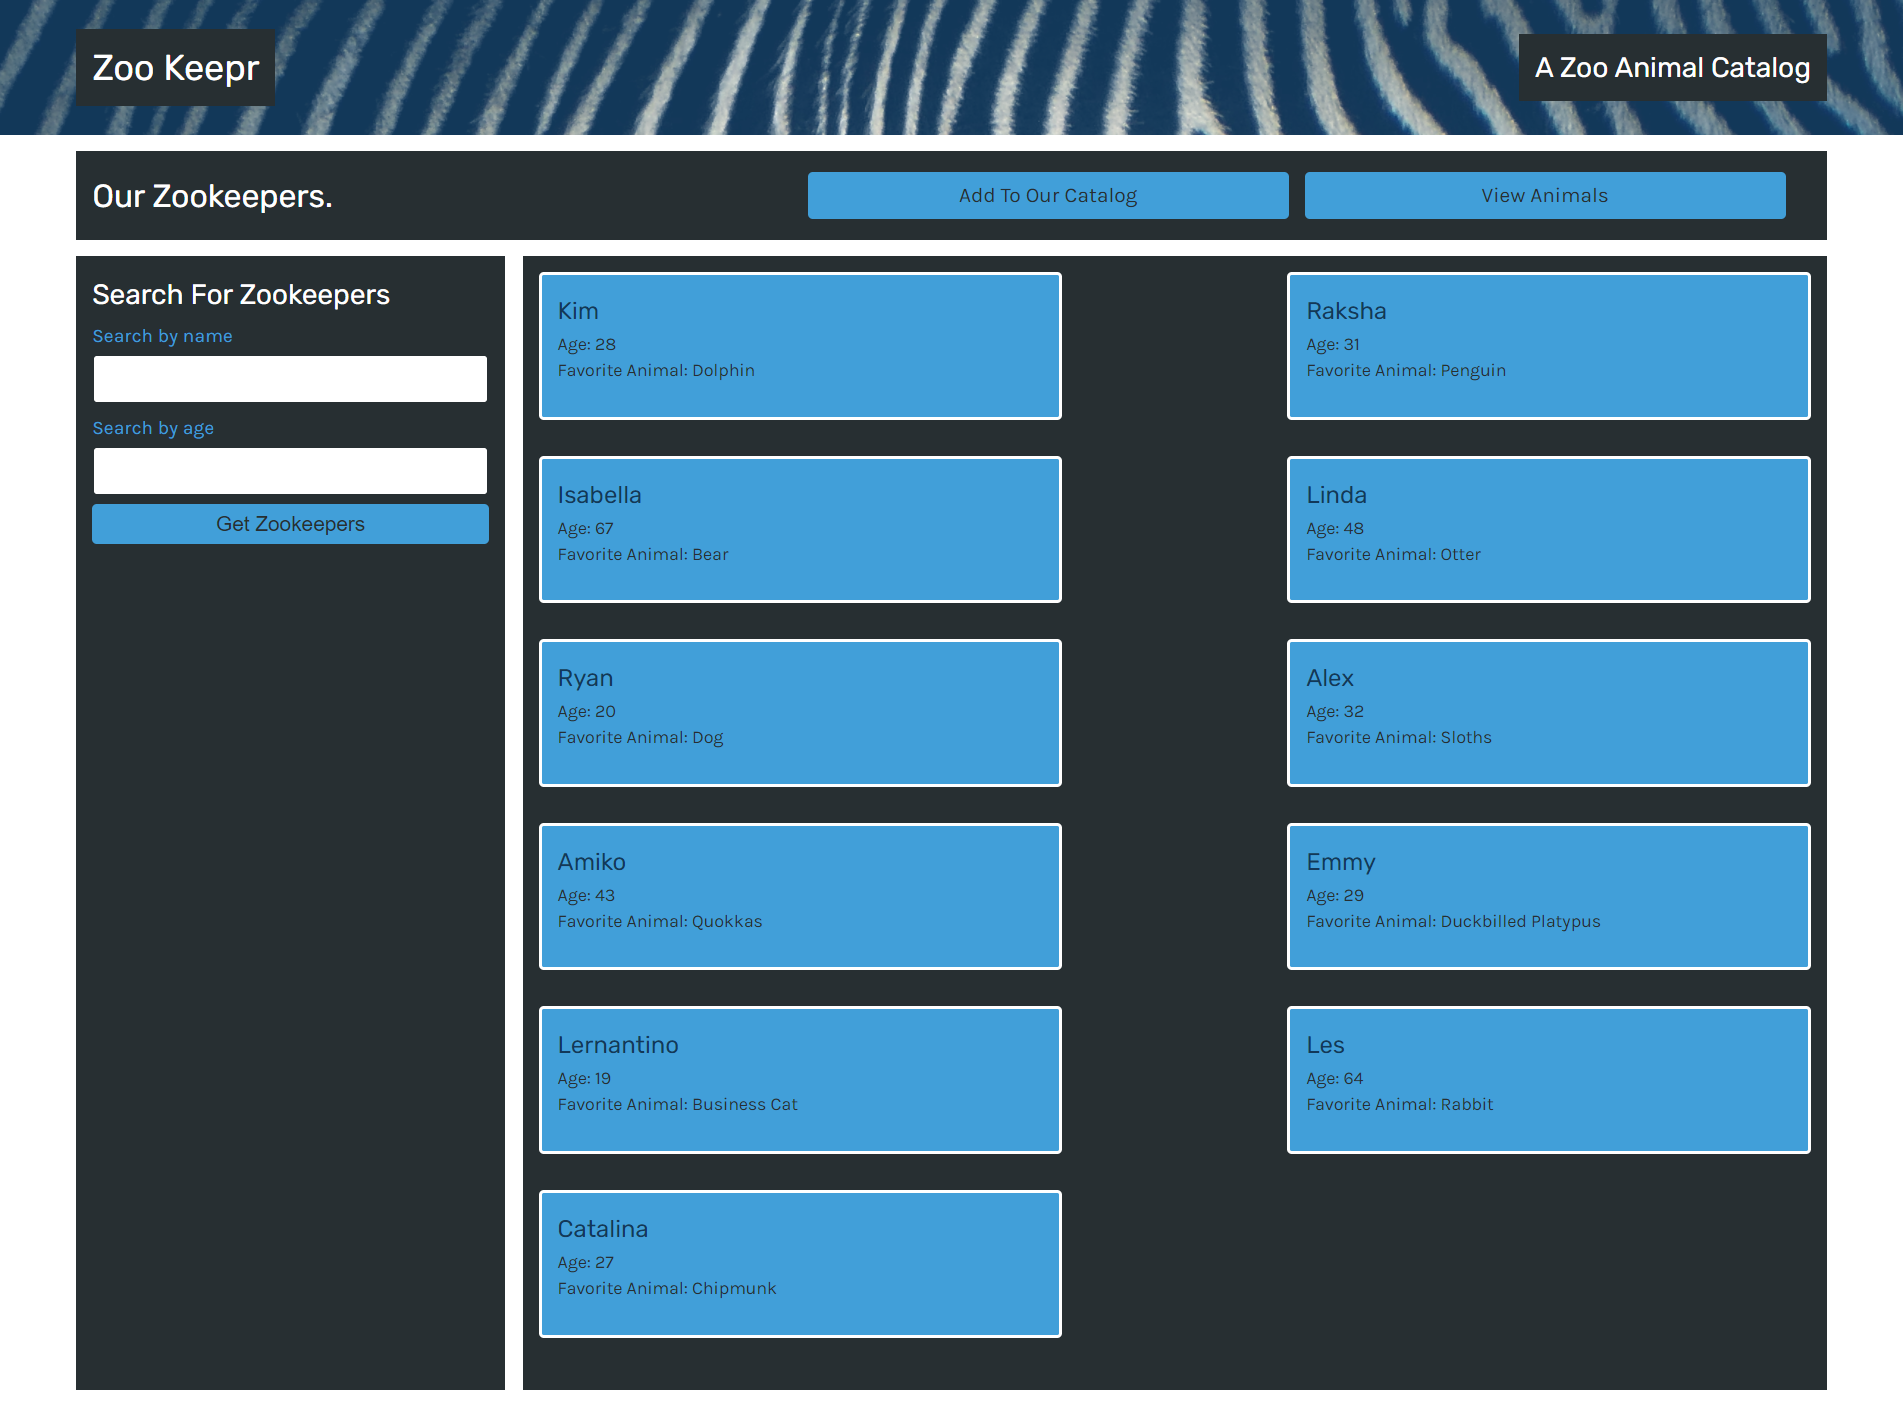 Zoo Keepr
A Zoo Animal Catalog
Our Zookeepers.
Add To Our Catalog
View Animals
Search For Zookeepers
Search by name
Search by age
Get Zookeepers
Kim
Age: 28
Favorite Animal: Dolphin
Raksha
Age: 31
Favorite Animal: Penguin
Isabella
Age: 67
Favorite Animal: Bear
Linda
Age: 48
Favorite Animal: Otter
Ryan
Age: 20
Favorite Animal: Dog
Alex
Age: 32
Favorite Animal: Sloths
Amiko
Age: 43
Favorite Animal: Quokkas
Emmy
Age: 29
Favorite Animal: Duckbilled Platypus
Lernantino
Age: 19
Favorite Animal: Business Cat
Les
Age: 64
Favorite Animal: Rabbit
Catalina
Age: 27
Favorite Animal: Chipmunk